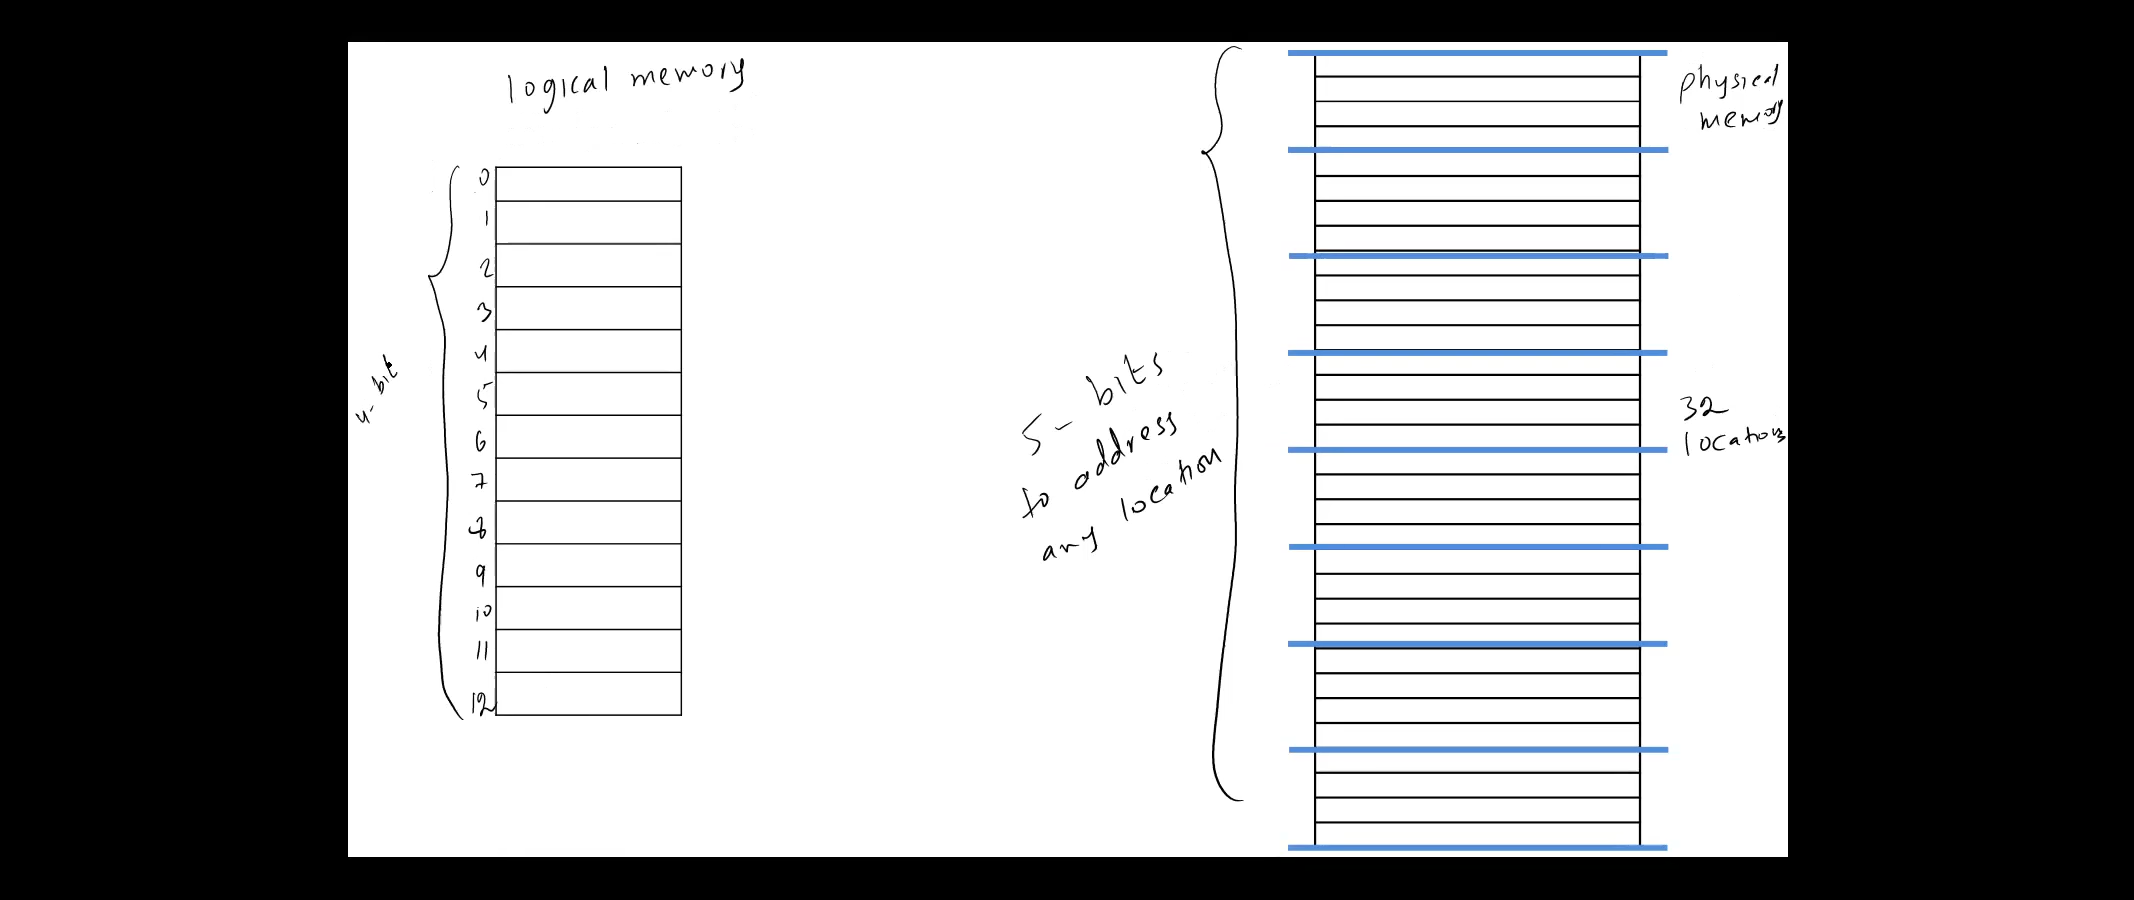 logical memory
physical
memory
0
1
2
3
4
5
6
7
8
9
10
11
12
4-bit
5- bits
to address
any location
32
locations